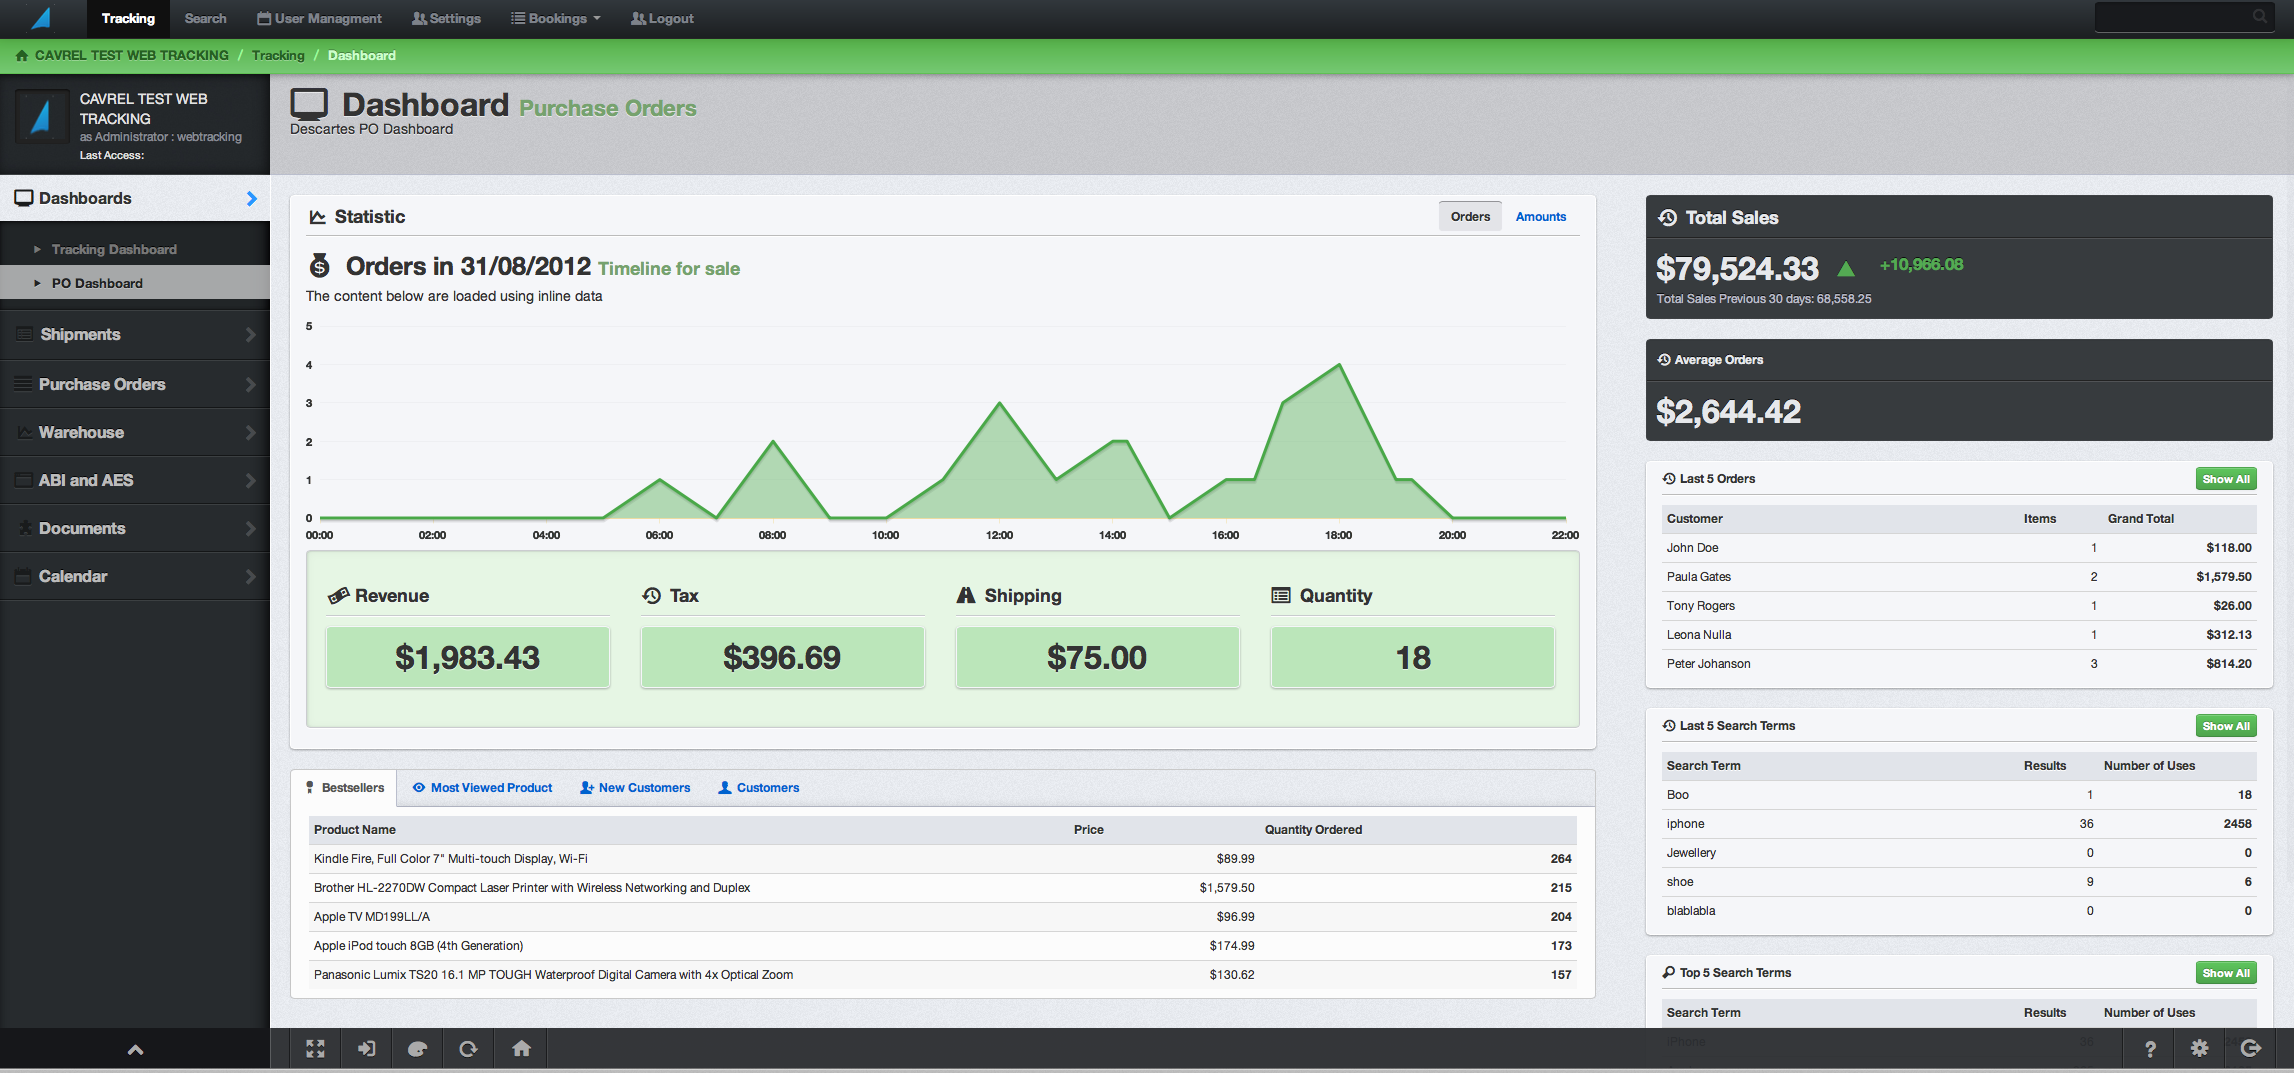 Tracking Search User Managment Settings Bookings Logout
CAVREL TEST WEB TRACKING / Tracking / Dashboard
CAVREL TEST WEB
TRACKING
as Administrator : webtracking
Last Access:
Dashboards
Tracking Dashboard
PO Dashboard
Shipments
Purchase Orders
Warehouse
ABI and AES
Documents
Calendar
Dashboard Purchase Orders
Descartes PO Dashboard
Statistic
Orders Amounts
Orders in 31/08/2012 Timeline for sale
The content below are loaded using inline data
5
4
3
2
1
0
00:00 02:00 04:00 06:00 08:00 10:00 12:00 14:00 16:00 18:00 20:00 22:00
Revenue Tax Shipping Quantity
$1,983.43 $396.69 $75.00 18
Bestsellers Most Viewed Product New Customers Customers
Product Name Price Quantity Ordered
Kindle Fire, Full Color 7" Multi-touch Display, Wi-Fi $89.99 264
Brother HL-2270DW Compact Laser Printer with Wireless Networking and Duplex $1,579.50 215
Apple TV MD199LL/A $96.99 204
Apple iPod touch 8GB (4th Generation) $174.99 173
Panasonic Lumix TS20 16.1 MP TOUGH Waterproof Digital Camera with 4x Optical Zoom $130.62 157
Total Sales
$79,524.33 +10,966.08
Total Sales Previous 30 days: 68,558.25
Average Orders
$2,644.42
Last 5 Orders Show All
Customer Items Grand Total
John Doe 1 $118.00
Paula Gates 2 $1,579.50
Tony Rogers 1 $26.00
Leona Nulla 1 $312.13
Peter Johanson 3 $814.20
Last 5 Search Terms Show All
Search Term Results Number of Uses
Boo 1 18
iphone 36 2458
Jewellery 0 0
shoe 9 6
blablabla 0 0
Top 5 Search Terms Show All
Search Term Results Number of Uses
iPhone 36